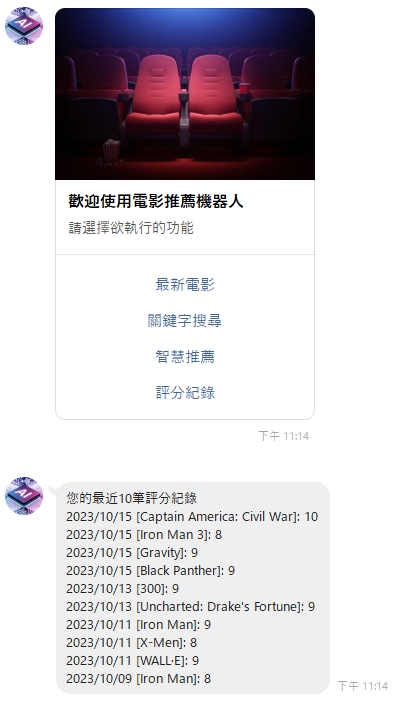 AI
歡迎使用電影推薦機器人
請選擇欲執行的功能
最新電影
關鍵字搜尋
智慧推薦
評分紀錄
下午 11:14
AI
您的最近10筆評分紀錄
2023/10/15 [Captain America: Civil War]: 10
2023/10/15 [Iron Man 3]: 8
2023/10/15 [Gravity]: 9
2023/10/15 [Black Panther]: 9
2023/10/13 [300]: 9
2023/10/13 [Uncharted: Drake's Fortune]: 9
2023/10/11 [Iron Man]: 9
2023/10/11 [X-Men]: 8
2023/10/11 [WALL·E]: 9
2023/10/09 [Iron Man]: 8
下午 11:14